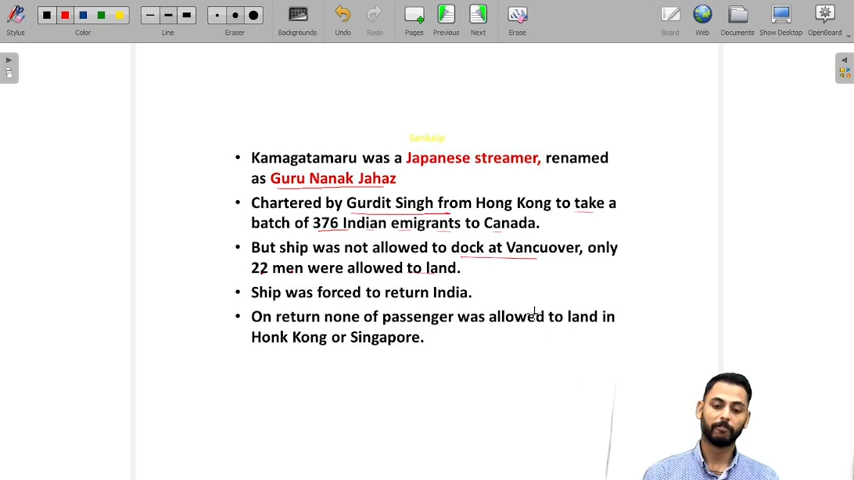 Stylus
Color
Line
Eraser
Backgrounds
Undo
Redo
Pages
Previous
Next
Erase
Board
Web
Documents
Show Desktop
OpenBoard
Sankalp
• Kamagatamaru was a Japanese streamer, renamed
as Guru Nanak Jahaz
• Chartered by Gurdit Singh from Hong Kong to take a
batch of 376 Indian emigrants to Canada.
• But ship was not allowed to dock at Vancuover, only
22 men were allowed to land.
• Ship was forced to return India.
• On return none of passenger was allowed to land in
Honk Kong or Singapore.